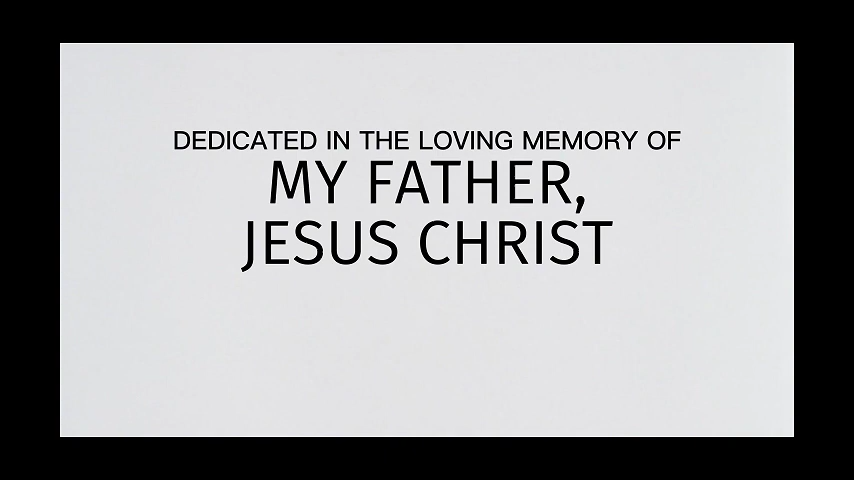 DEDICATED IN THE LOVING MEMORY OF
MY FATHER,
JESUS CHRIST